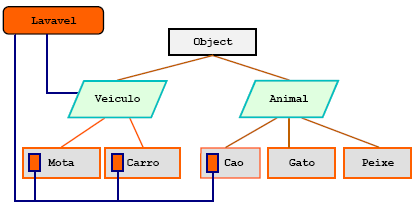 Lavavel
Object
Veiculo
Animal
Mota
Carro
Cao
Gato
Peixe